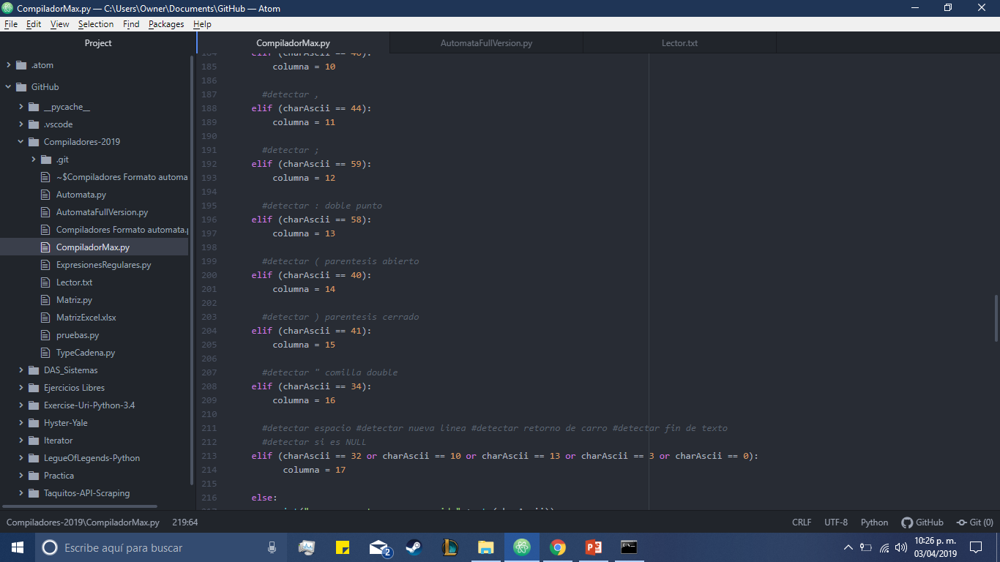 CompiladorMax.py — C:\Users\Owner\Documents\GitHub — Atom
File Edit View Selection Find Packages Help
Project
CompiladorMax.py
AutomataFullVersion.py
Lector.txt
.atom
GitHub
__pycache__
.vscode
Compiladores-2019
.git
~$Compiladores Formato automa
Automata.py
AutomataFullVersion.py
Compiladores Formato automata.
CompiladorMax.py
ExpresionesRegulares.py
Lector.txt
Matriz.py
MatrizExcel.xlsx
pruebas.py
TypeCadena.py
DAS_Sistemas
Ejercicios Libres
Exercise-Uri-Python-3.4
Hyster-Yale
Iterator
LegueOfLegends-Python
Practica
Taquitos-API-Scraping
185 columna = 10
186
187 #detectar ,
188 elif (charAscii == 44):
189 columna = 11
190
191 #detectar ;
192 elif (charAscii == 59):
193 columna = 12
194
195 #detectar : doble punto
196 elif (charAscii == 58):
197 columna = 13
198
199 #detectar ( parentesis abierto
200 elif (charAscii == 40):
201 columna = 14
202
203 #detectar ) parentesis cerrado
204 elif (charAscii == 41):
205 columna = 15
206
207 #detectar " comilla double
208 elif (charAscii == 34):
209 columna = 16
210
211 #detectar espacio #detectar nueva linea #detectar retorno de carro #detectar fin de texto
212 #detectar si es NULL
213 elif (charAscii == 32 or charAscii == 10 or charAscii == 13 or charAscii == 3 or charAscii == 0):
214 columna = 17
215
216 else:
Compiladores-2019\CompiladorMax.py 219:64
CRLF UTF-8 Python GitHub Git (0)
Escribe aquí para buscar
2
10:26 p. m.
03/04/2019